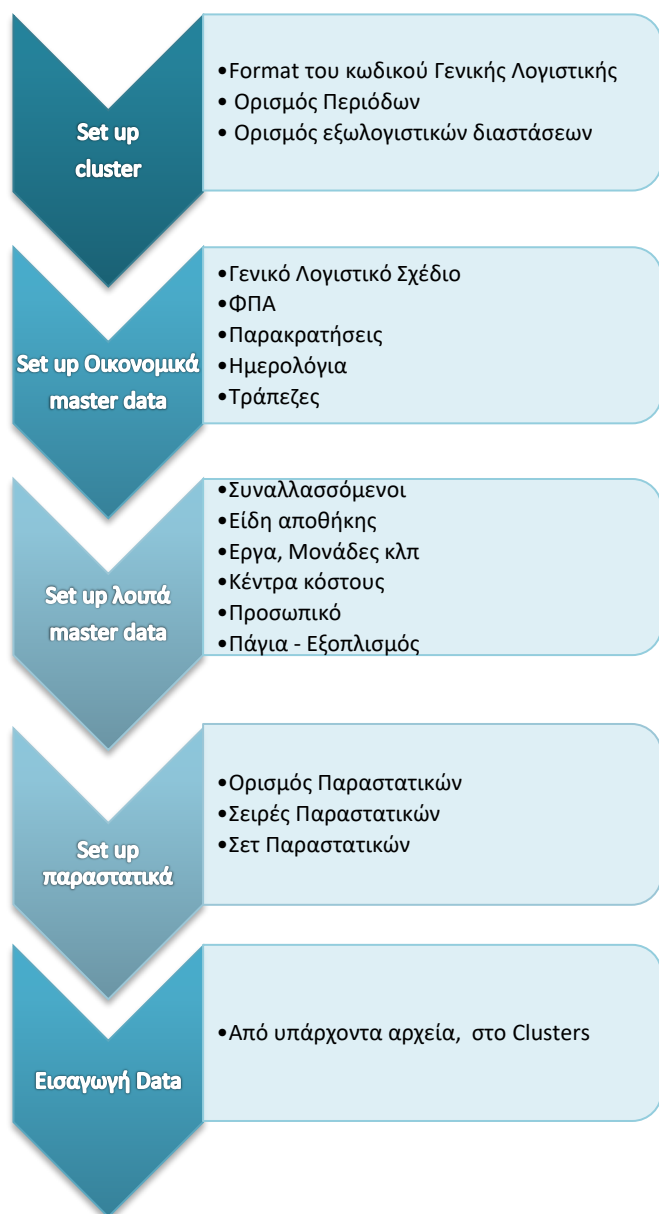 Set up
cluster
•Format του κωδικού Γενικής Λογιστικής
• Ορισμός Περιόδων
• Ορισμός εξωλογιστικών διαστάσεων
Set up Οικονομικά
master data
•Γενικό Λογιστικό Σχέδιο
•ΦΠΑ
•Παρακρατήσεις
•Ημερολόγια
•Τράπεζες
Set up λοιπά
master data
•Συναλλασσόμενοι
•Είδη αποθήκης
•Εργα, Μονάδες κλπ
•Κέντρα κόστους
•Προσωπικό
•Πάγια - Εξοπλισμός
Set up
παραστατικά
•Ορισμός Παραστατικών
•Σειρές Παραστατικών
•Σετ Παραστατικών
Εισαγωγή Data
•Από υπάρχοντα αρχεία, στο Clusters